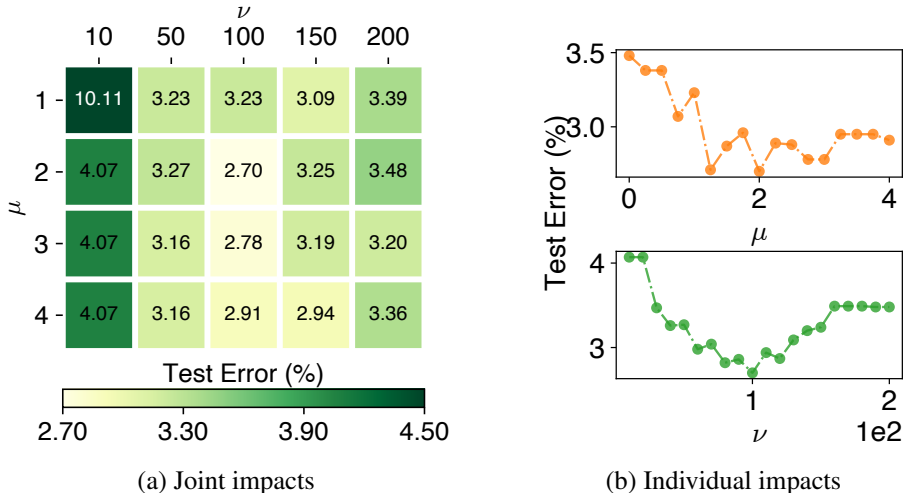 ν
10 50 100 150 200
μ
1 10.11 3.23 3.23 3.09 3.39
2 4.07 3.27 2.70 3.25 3.48
3 4.07 3.16 2.78 3.19 3.20
4 4.07 3.16 2.91 2.94 3.36
Test Error (%)
2.70 3.30 3.90 4.50
(a) Joint impacts
Test Error (%)
3.5
3.0
0 2 4
μ
4
3
1 2
ν 1e2
(b) Individual impacts